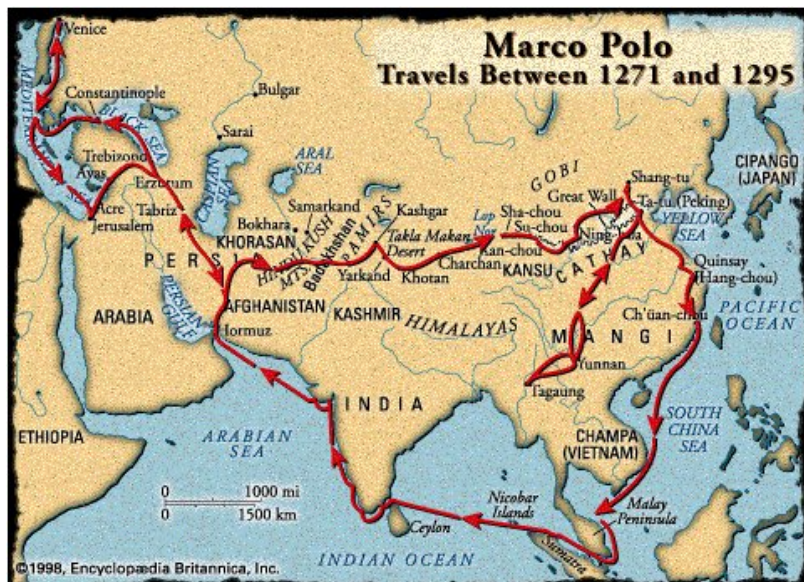 Marco Polo
Travels Between 1271 and 1295
Venice
Constantinople
BLACK SEA
Bulgar
Sarai
Trebizond
Ayas
Erzurum
Acre
Jerusalem
Tabriz
CASPIAN
SEA
ARAL
SEA
Samarkand
Bokhara
KHORASAN
HINDU KUSH
MTS.
Badakhshan
PAMIRS
Kashgar
Takla Makan
Desert
Yarkand
Khotan
Charchan
Lop
Nor
Sha-chou
Su-chou
Kan-chou
KANSU
GOBI
Great Wall
Shang-tu
Ta-tu (Peking)
CATHAY
YELLOW
SEA
CIPANGO
(JAPAN)
Quinsay
(Hang-chou)
Ch'üan-chou
PACIFIC
OCEAN
PERSIA
PERSIAN
GULF
AFGHANISTAN
KASHMIR
HIMALAYAS
MANGI
Hormuz
ARABIA
Yunnan
Tagaung
INDIA
ETHIOPIA
ARABIAN
SEA
CHAMPA
(VIETNAM)
SOUTH
CHINA
SEA
0 1000 mi
0 1500 km
Nicobar
Islands
Malay
Peninsula
Ceylon
Sumatra
INDIAN OCEAN
©1998, Encyclopædia Britannica, Inc.